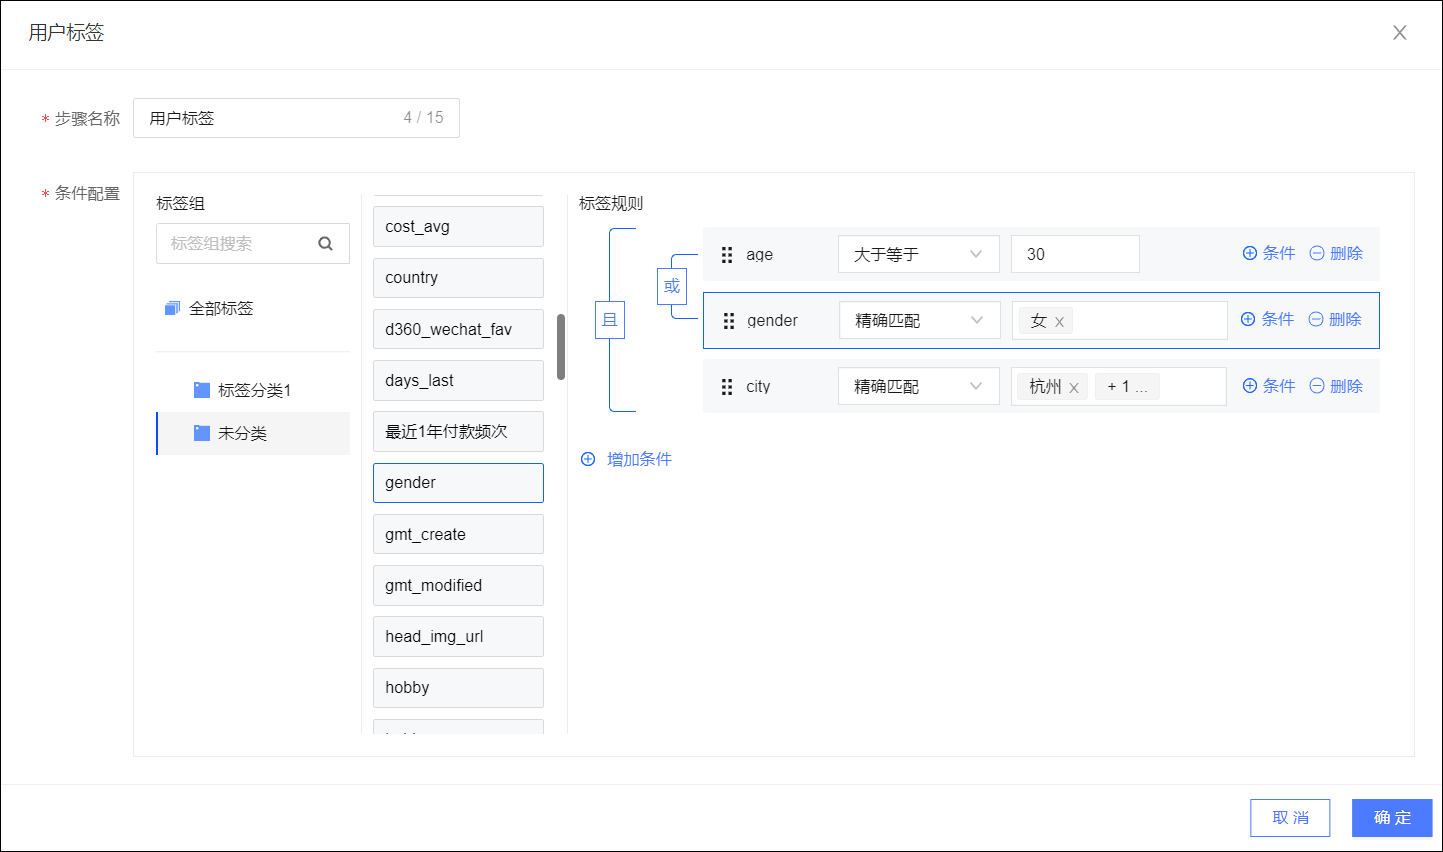 用户标签
* 步骤名称
用户标签 4 / 15
* 条件配置
标签组
标签组搜索
全部标签
标签分类1
未分类
cost_avg
country
d360_wechat_fav
days_last
最近1年付款频次
gender
gmt_create
gmt_modified
head_img_url
hobby
标签规则
且
或
age 大于等于 30 条件 删除
gender 精确匹配 女 x 条件 删除
city 精确匹配 杭州 x + 1 ... 条件 删除
增加条件
取 消 确 定